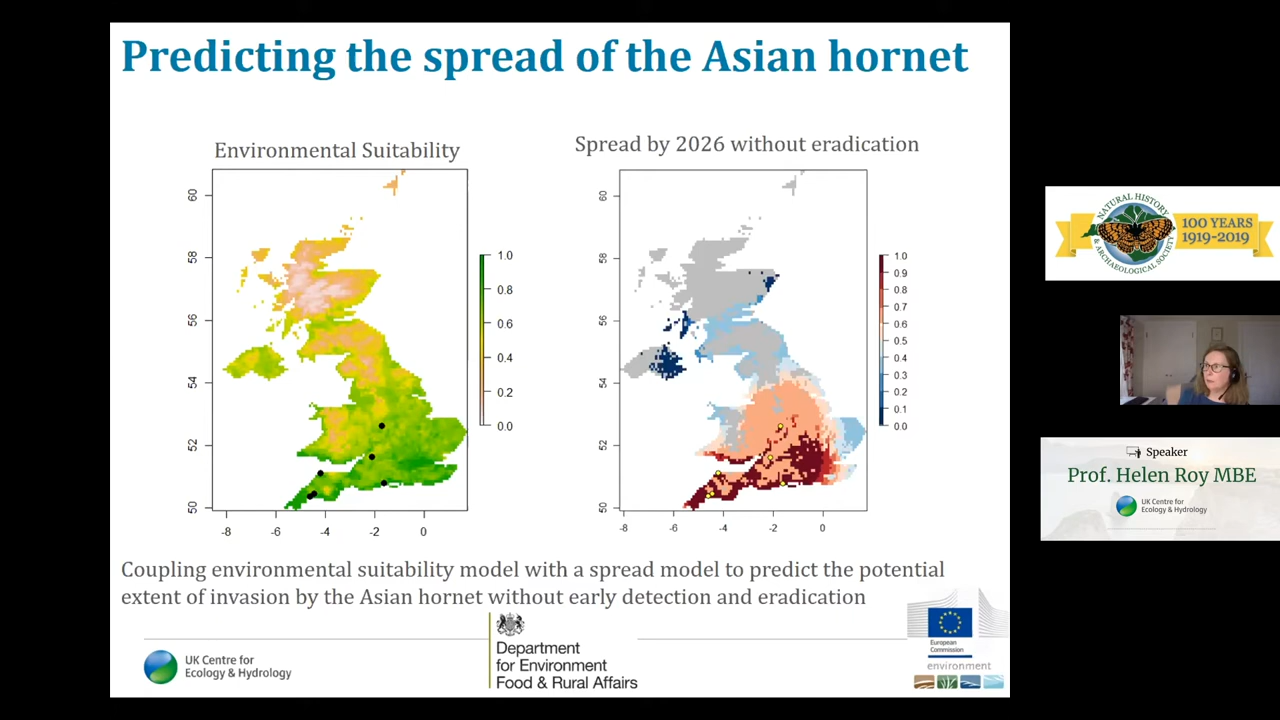 Predicting the spread of the Asian hornet
Environmental Suitability
60
58
56
54
52
50
-8
-6
-4
-2
0
1.0
0.8
0.6
0.4
0.2
0.0
Spread by 2026 without eradication
60
58
56
54
52
50
-8
-6
-4
-2
0
1.0
0.9
0.8
0.7
0.6
0.5
0.4
0.3
0.2
0.1
0.0
Coupling environmental suitability model with a spread model to predict the potential
extent of invasion by the Asian hornet without early detection and eradication
UK Centre for
Ecology & Hydrology
Department
for Environment
Food & Rural Affairs
European
Commission
environment
NATURAL HISTORY
& ARCHAEOLOGICAL SOCIETY
100 YEARS
1919-2019
Speaker
Prof. Helen Roy MBE
UK Centre for
Ecology & Hydrology